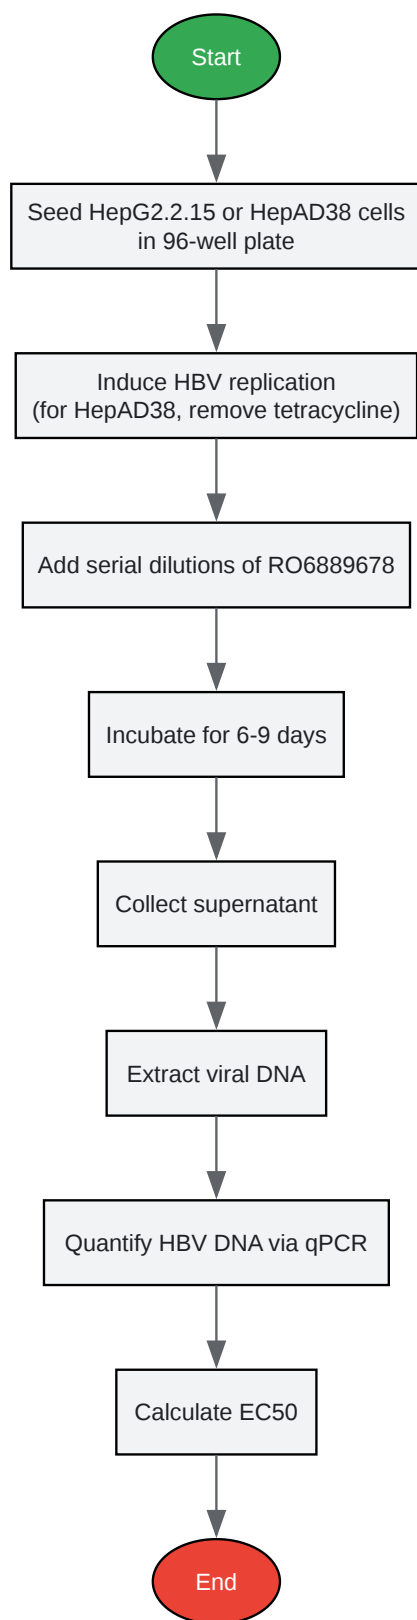 Start
Seed HepG2.2.15 or HepAD38 cells
in 96-well plate
Induce HBV replication
(for HepAD38, remove tetracycline)
Add serial dilutions of RO6889678
Incubate for 6-9 days
Collect supernatant
Extract viral DNA
Quantify HBV DNA via qPCR
Calculate EC50
End